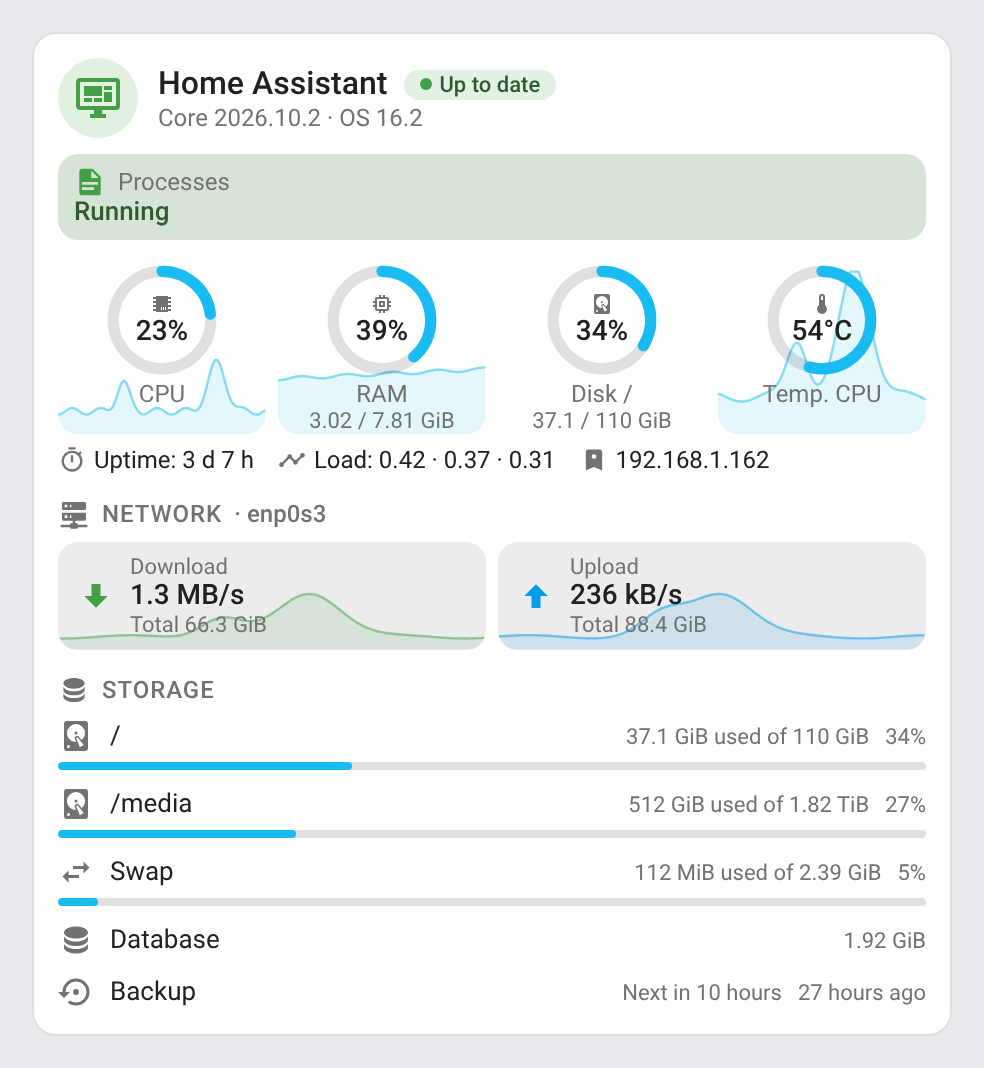 Home Assistant
Up to date
Core 2026.10.2 · OS 16.2
Processes
Running
23%
CPU
39%
RAM
3.02 / 7.81 GiB
34%
Disk /
37.1 / 110 GiB
54°C
Temp. CPU
Uptime: 3 d 7 h
Load: 0.42 · 0.37 · 0.31
192.168.1.162
NETWORK · enp0s3
Download
1.3 MB/s
Total 66.3 GiB
Upload
236 kB/s
Total 88.4 GiB
STORAGE
/ 37.1 GiB used of 110 GiB 34%
/media 512 GiB used of 1.82 TiB 27%
Swap 112 MiB used of 2.39 GiB 5%
Database 1.92 GiB
Backup Next in 10 hours 27 hours ago